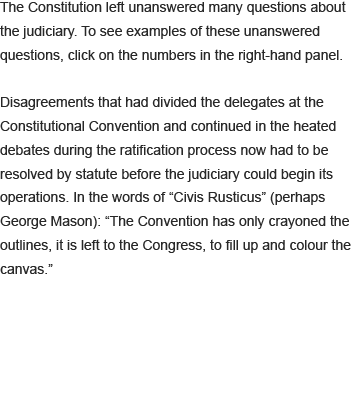 The Constitution left unanswered many questions about
the judiciary. To see examples of these unanswered
questions, click on the numbers in the right-hand panel.
Disagreements that had divided the delegates at the
Constitutional Convention and continued in the heated
debates during the ratification process now had to be
resolved by statute before the judiciary could begin its
operations. In the words of “Civis Rusticus” (perhaps
George Mason): “The Convention has only crayoned the
outlines, it is left to the Congress, to fill up and colour the
canvas.”